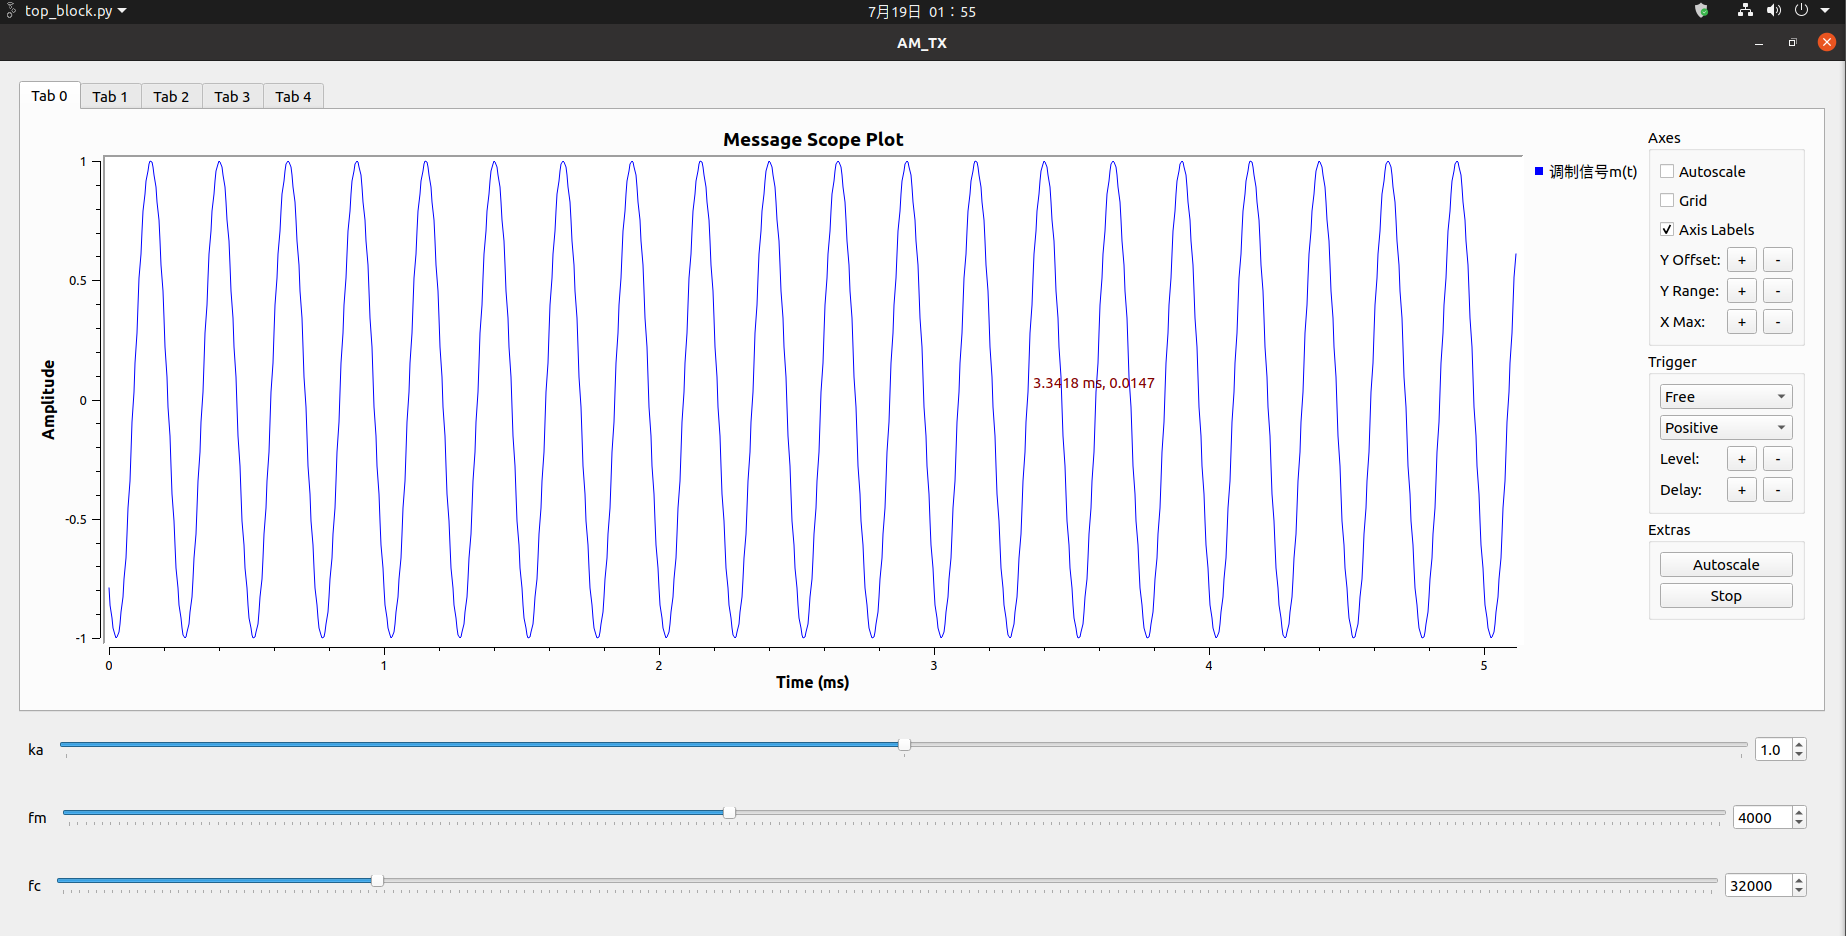 top_block.py
7月19日 01：55
AM_TX
Tab 0
Tab 1
Tab 2
Tab 3
Tab 4
Message Scope Plot
Amplitude
1
0.5
0
-0.5
-1
3.3418 ms, 0.0147
0
1
2
3
4
5
Time (ms)
调制信号m(t)
Axes
Autoscale
Grid
Axis Labels
Y Offset: + -
Y Range: + -
X Max: + -
Trigger
Free
Positive
Level: + -
Delay: + -
Extras
Autoscale
Stop
ka 1.0
fm 4000
fc 32000